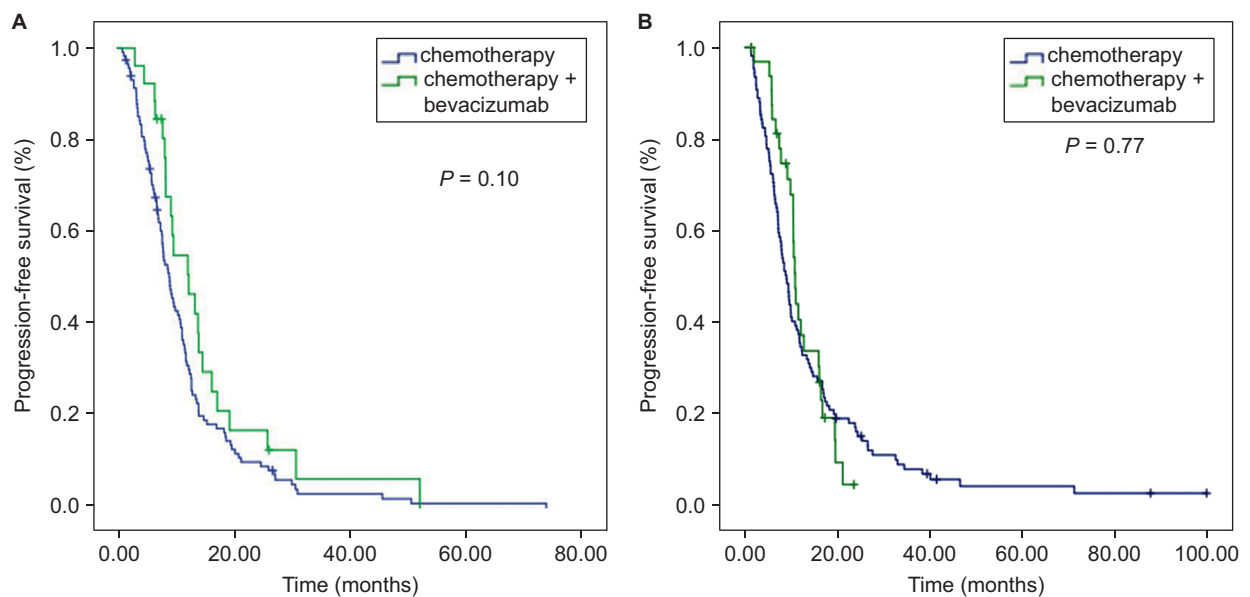 A
Progression-free survival (%)
1.0
0.8
0.6
0.4
0.2
0.0
chemotherapy
chemotherapy +
bevacizumab
P = 0.10
0.00 20.00 40.00 60.00 80.00
Time (months)
B
Progression-free survival (%)
1.0
0.8
0.6
0.4
0.2
0.0
chemotherapy
chemotherapy +
bevacizumab
P = 0.77
0.00 20.00 40.00 60.00 80.00 100.00
Time (months)